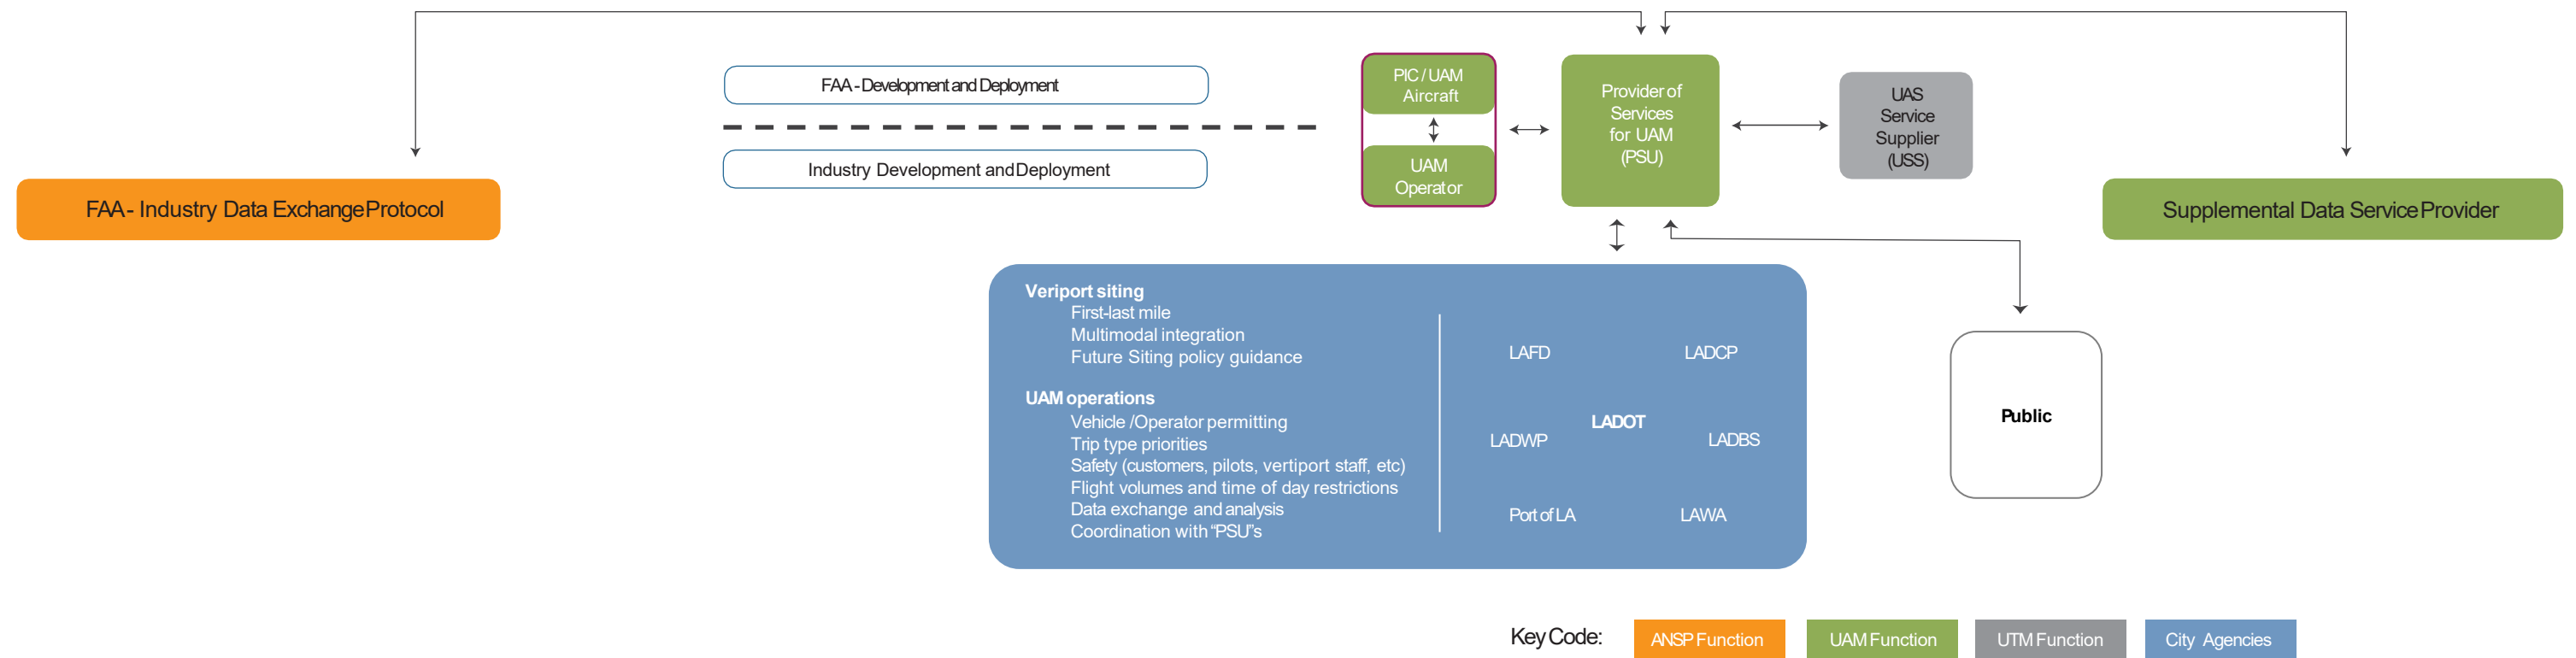 FAA - Development and Deployment
Industry Development and Deployment
FAA - Industry Data Exchange Protocol
PIC / UAM
Aircraft
UAM
Operator
Provider of
Services
for UAM
(PSU)
UAS
Service
Supplier
(USS)
Supplemental Data Service Provider
Veriport siting
First-last mile
Multimodal integration
Future Siting policy guidance
UAM operations
Vehicle /Operator permitting
Trip type priorities
Safety (customers, pilots, vertiport staff, etc)
Flight volumes and time of day restrictions
Data exchange and analysis
Coordination with “PSU”s
LAFD
LADCP
LADOT
LADWP
LADBS
Port of LA
LAWA
Public
Key Code:
ANSP Function
UAM Function
UTM Function
City Agencies